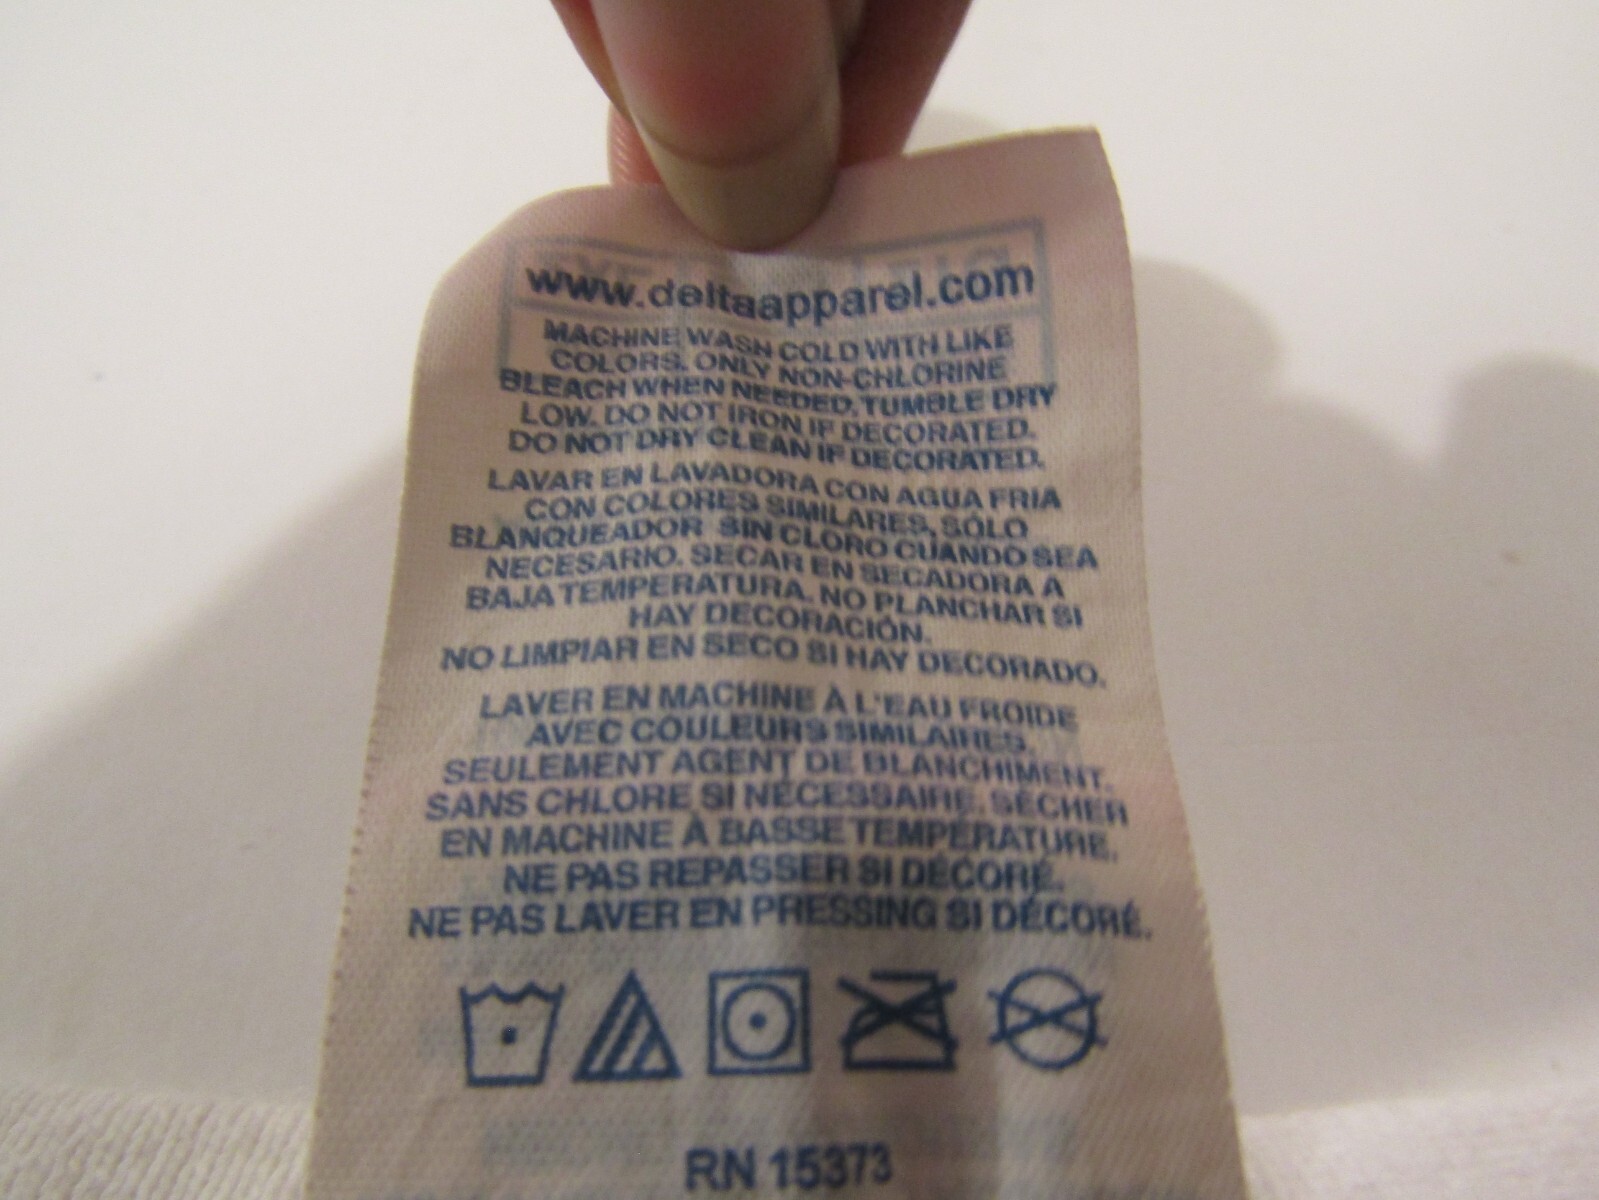 www.deltaapparel.com
MACHINE WASH COLD WITH LIKE
COLORS. ONLY NON-CHLORINE
BLEACH WHEN NEEDED. TUMBLE DRY
LOW. DO NOT IRON IF DECORATED.
DO NOT DRY CLEAN IF DECORATED.
LAVAR EN LAVADORA CON AGUA FRIA
CON COLORES SIMILARES, SOLO
BLANQUEADOR SIN CLORO CUANDO SEA
NECESARIO. SECAR EN SECADORA A
BAJA TEMPERATURA. NO PLANCHAR SI
HAY DECORACIÓN.
NO LIMPIAR EN SECO SI HAY DECORADO.
LAVER EN MACHINE À L'EAU FROIDE
AVEC COULEURS SIMILAIRES.
SEULEMENT AGENT DE BLANCHIMENT.
SANS CHLORE SI NÉCESSAIRE. SÉCHER
EN MACHINE À BASSE TEMPÉRATURE.
NE PAS REPASSER SI DÉCORÉ.
NE PAS LAVER EN PRESSING SI DÉCORÉ.
RN 15373